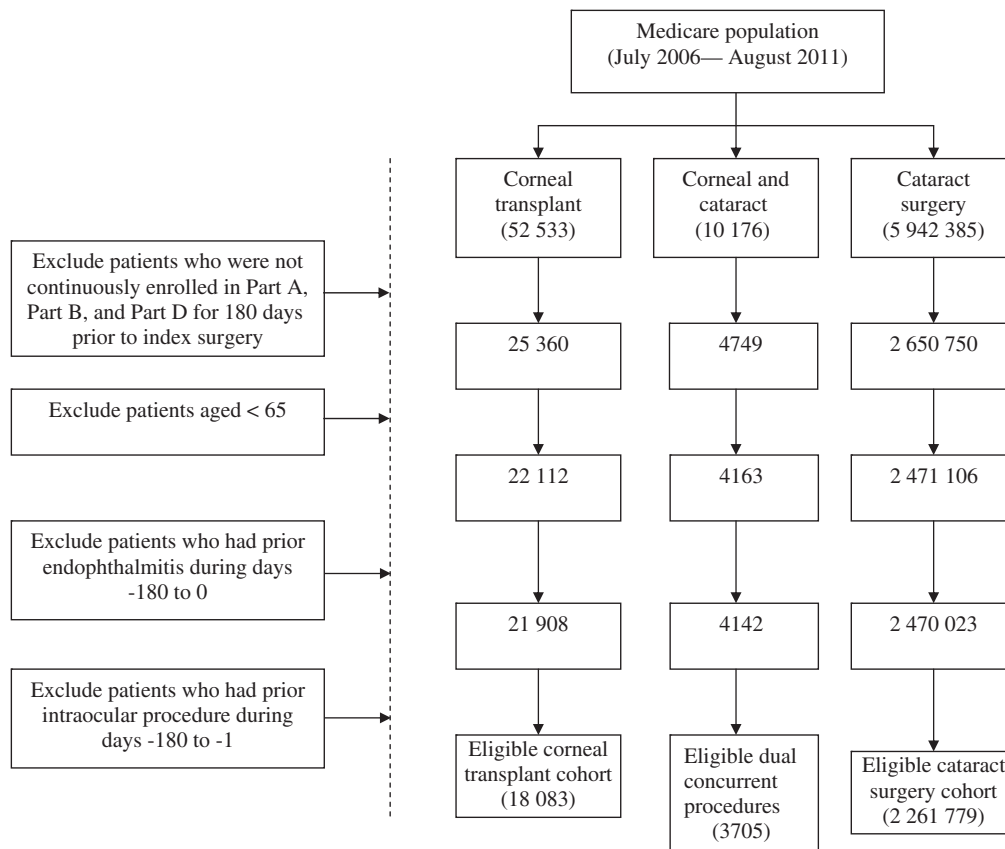 Medicare population
(July 2006— August 2011)
Corneal
transplant
(52 533)
Corneal and
cataract
(10 176)
Cataract
surgery
(5 942 385)
Exclude patients who were not
continuously enrolled in Part A,
Part B, and Part D for 180 days
prior to index surgery
25 360
4749
2 650 750
Exclude patients aged < 65
22 112
4163
2 471 106
Exclude patients who had prior
endophthalmitis during days
-180 to 0
21 908
4142
2 470 023
Exclude patients who had prior
intraocular procedure during
days -180 to -1
Eligible corneal
transplant cohort
(18 083)
Eligible dual
concurrent
procedures
(3705)
Eligible cataract
surgery cohort
(2 261 779)